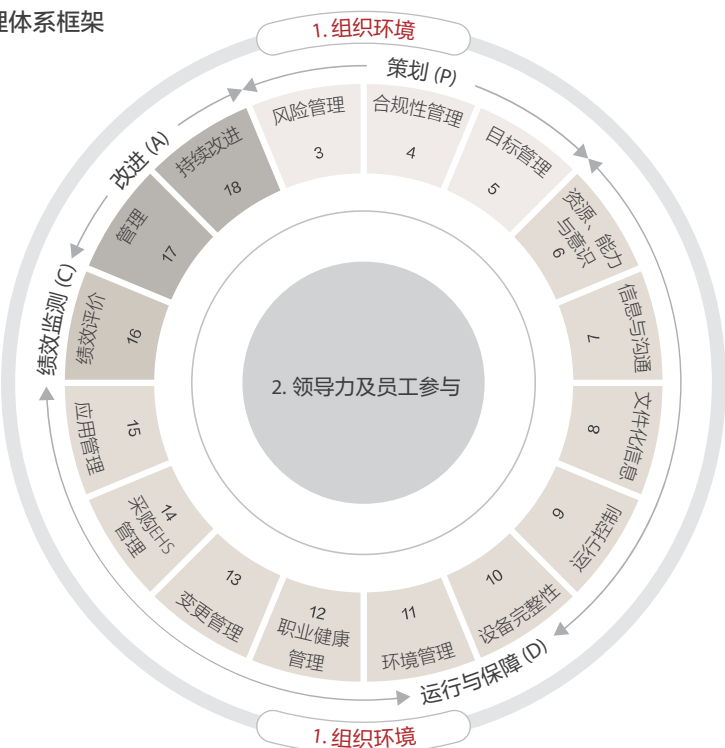 理体系框架
1. 组织环境
策划 (P)
风险管理
3
合规性管理
4
目标管理
5
资源、能力
与意识
6
信息与沟通
7
文件化信息
8
运行控制
9
设备完整性
10
运行与保障 (D)
环境管理
11
12
职业健康
管理
13
变更管理
14
采购EHS
管理
应用管理
15
绩效监测 (C)
绩效评价
16
改进 (A)
管理
17
持续改进
18
2. 领导力及员工参与
1. 组织环境